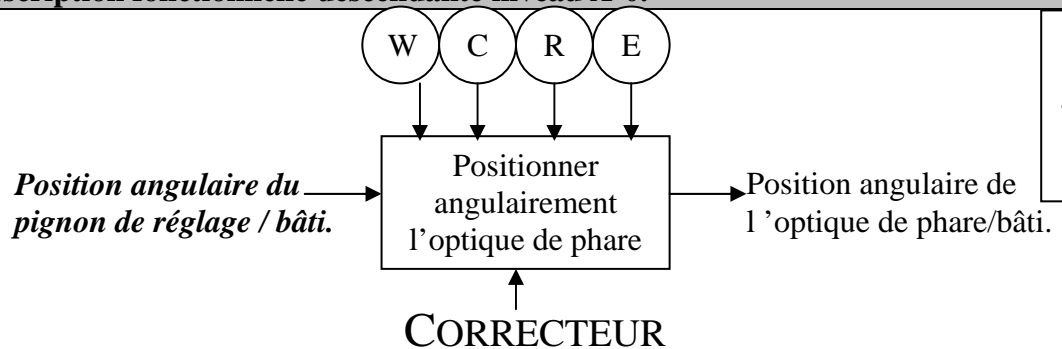 W C R E
Positionner
angulairement
l’optique de phare
Position angulaire du
pignon de réglage / bâti.
Position angulaire de
l ’optique de phare/bâti.
CORRECTEUR